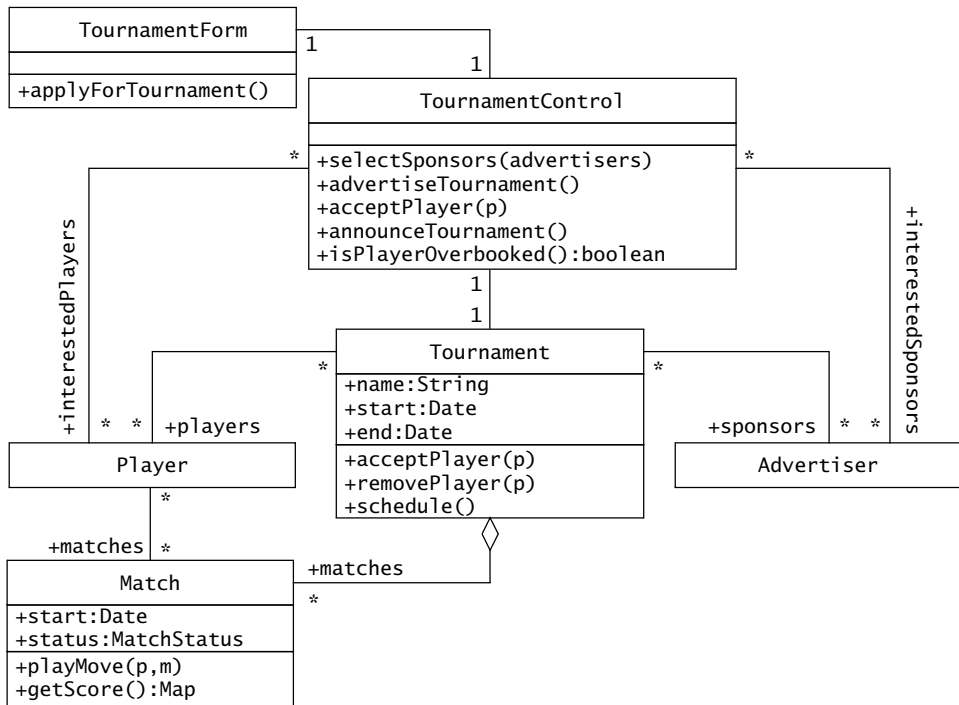 TournamentForm
+applyForTournament()
1
1
TournamentControl
+selectSponsors(advertisers)
+advertiseTournament()
+acceptPlayer(p)
+announceTournament()
+isPlayerOverbooked():boolean
*
*
+interestedPlayers
+interestedSponsors
1
1
Tournament
+name:String
+start:Date
+end:Date
+acceptPlayer(p)
+removePlayer(p)
+schedule()
*
*
* * +players
+sponsors * *
Player
Advertiser
*
+matches *
+matches
*
Match
+start:Date
+status:MatchStatus
+playMove(p,m)
+getScore():Map